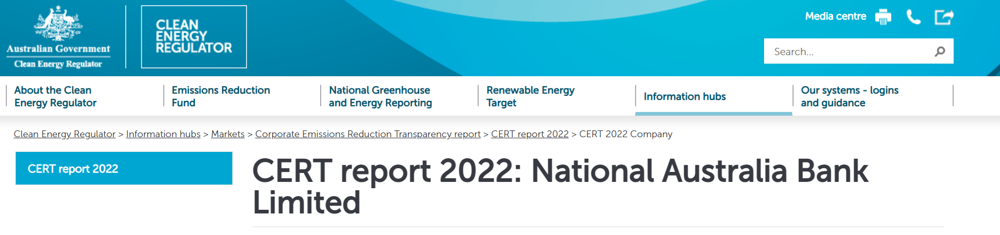 Australian Government
Clean Energy Regulator
CLEAN
ENERGY
REGULATOR
Media centre
Search...
About the Clean
Energy Regulator
Emissions Reduction
Fund
National Greenhouse
and Energy Reporting
Renewable Energy
Target
Information hubs
Our systems - logins
and guidance
Clean Energy Regulator > Information hubs > Markets > Corporate Emissions Reduction Transparency report > CERT report 2022 > CERT 2022 Company
CERT report 2022
CERT report 2022: National Australia Bank
Limited